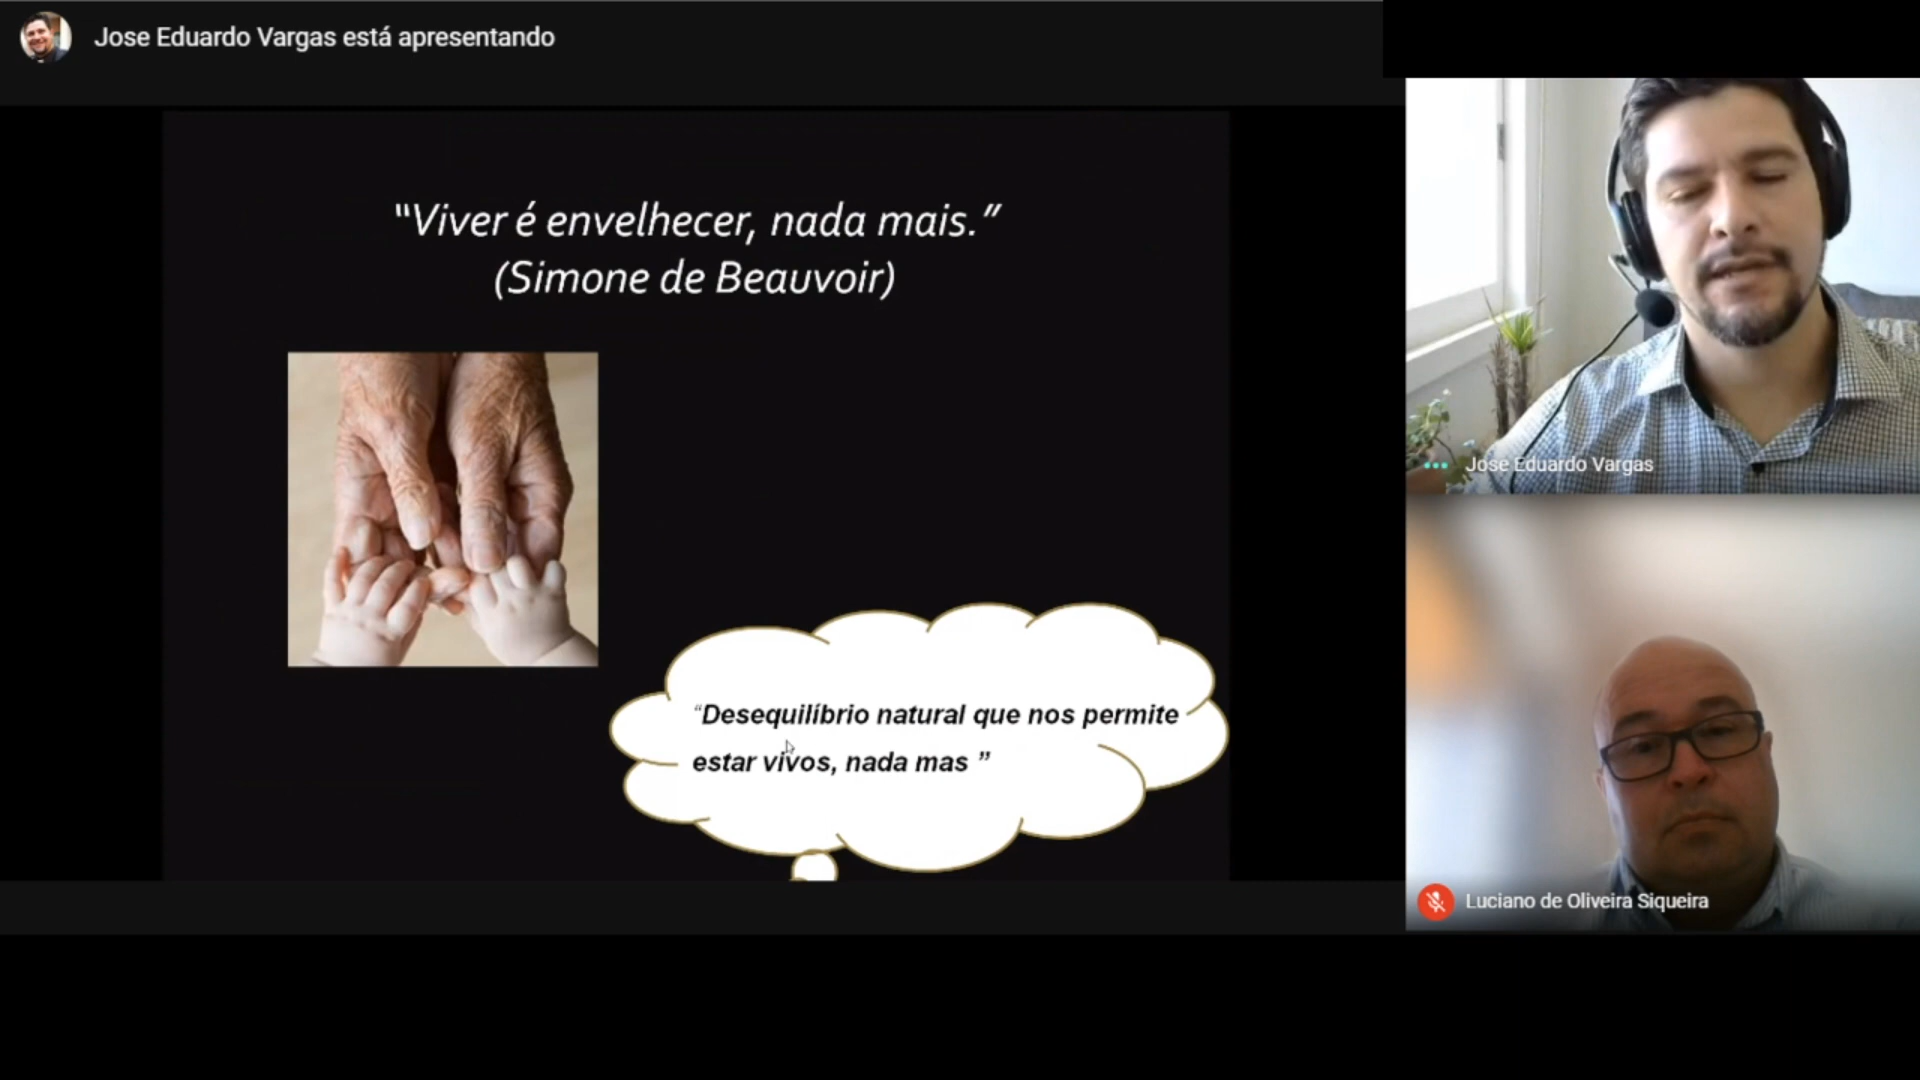 Jose Eduardo Vargas está apresentando
“Viver é envelhecer, nada mais.”
(Simone de Beauvoir)
“Desequilíbrio natural que nos permite
estar vivos, nada mas ”
Jose Eduardo Vargas
Luciano de Oliveira Siqueira